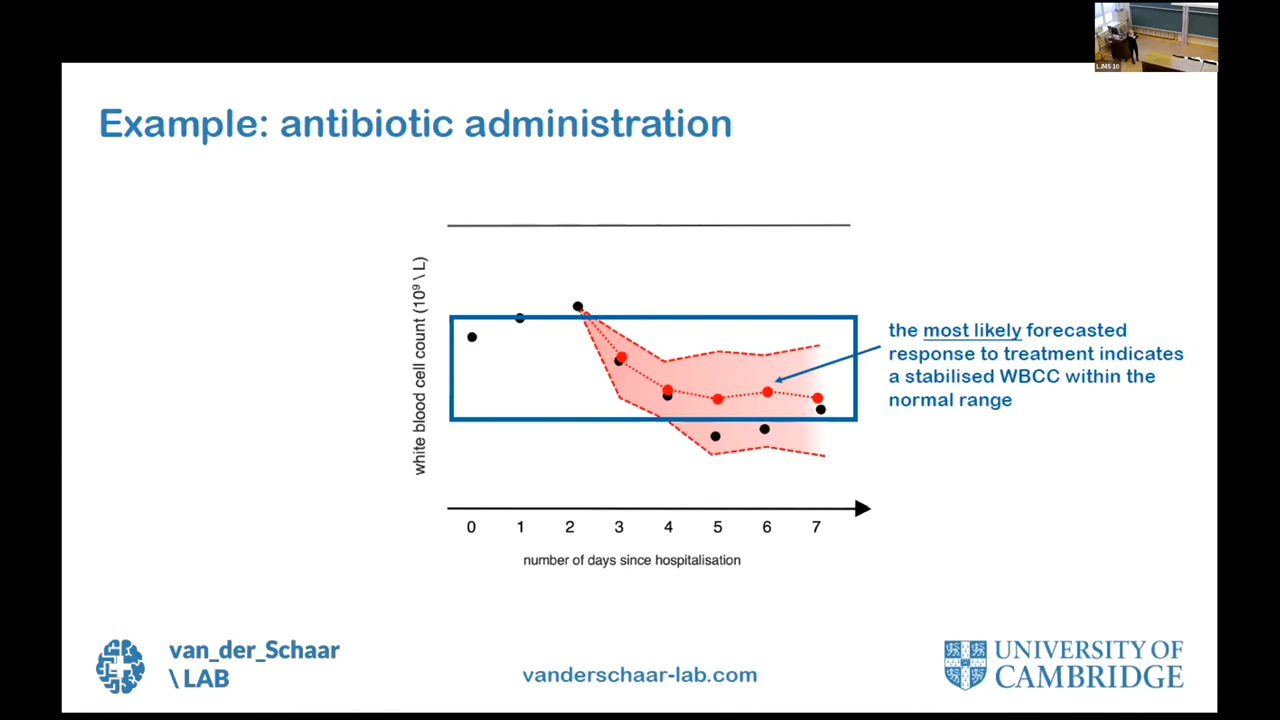 LJMS 10
Example: antibiotic administration
white blood cell count (10⁹ \ L)
the most likely forecasted
response to treatment indicates
a stabilised WBCC within the
normal range
0 1 2 3 4 5 6 7
number of days since hospitalisation
van_der_Schaar
\ LAB
vanderschaar-lab.com
UNIVERSITY OF
CAMBRIDGE